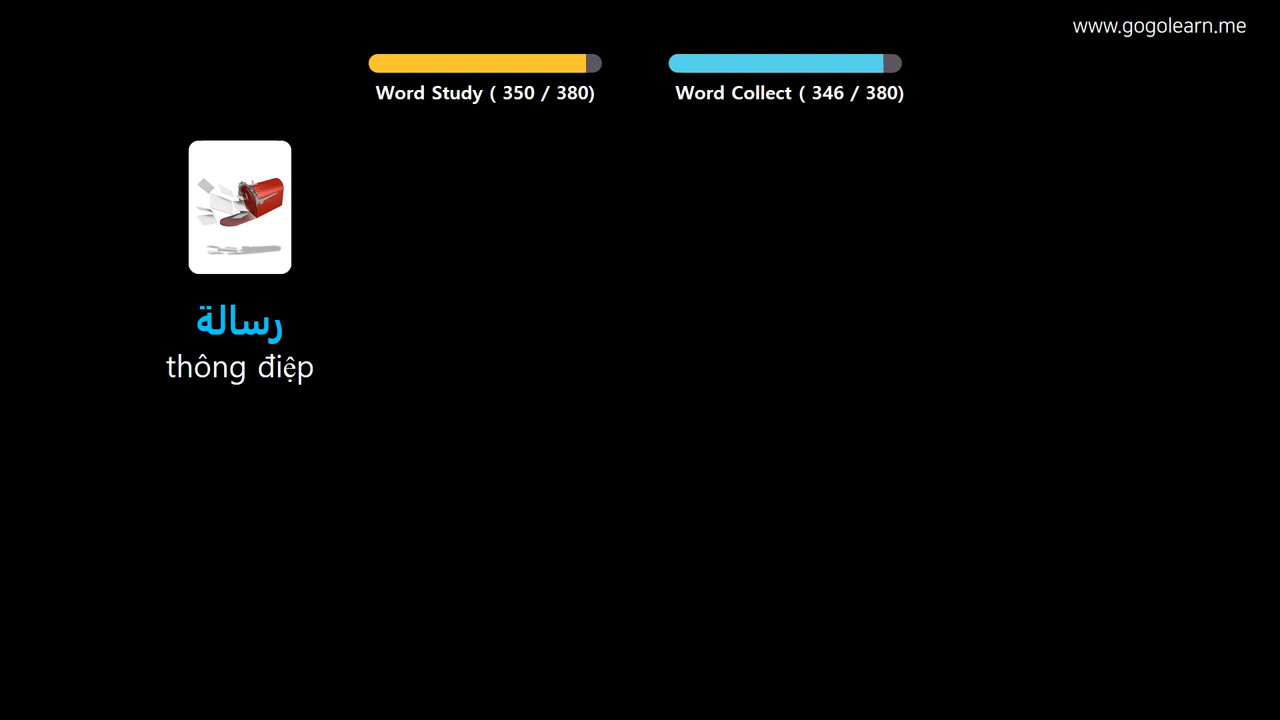 www.gogolearn.me
Word Study ( 350 / 380)
Word Collect ( 346 / 380)
رسالة
thông điệp